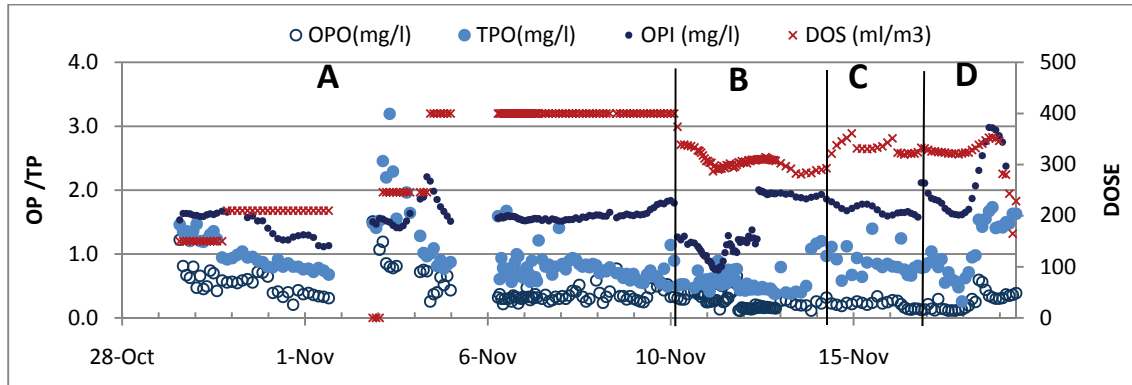 OPO(mg/l) TPO(mg/l) OPI (mg/l) DOS (ml/m3)
4.0 A B C D 500
400
3.0
300
2.0
200
1.0
100
0.0 0
OP /TP
DOSE
28-Oct 1-Nov 6-Nov 10-Nov 15-Nov